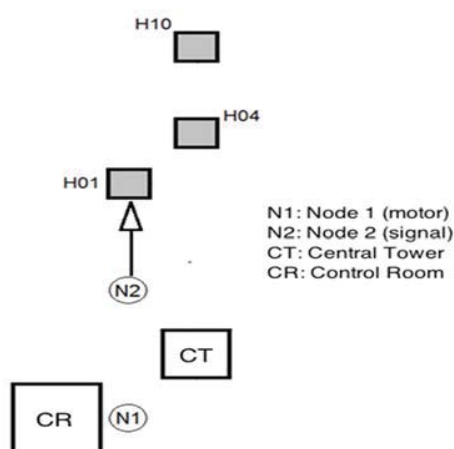 H10
H04
H01
N1: Node 1 (motor)
N2: Node 2 (signal)
CT: Central Tower
CR: Control Room
N2
CT
CR
N1